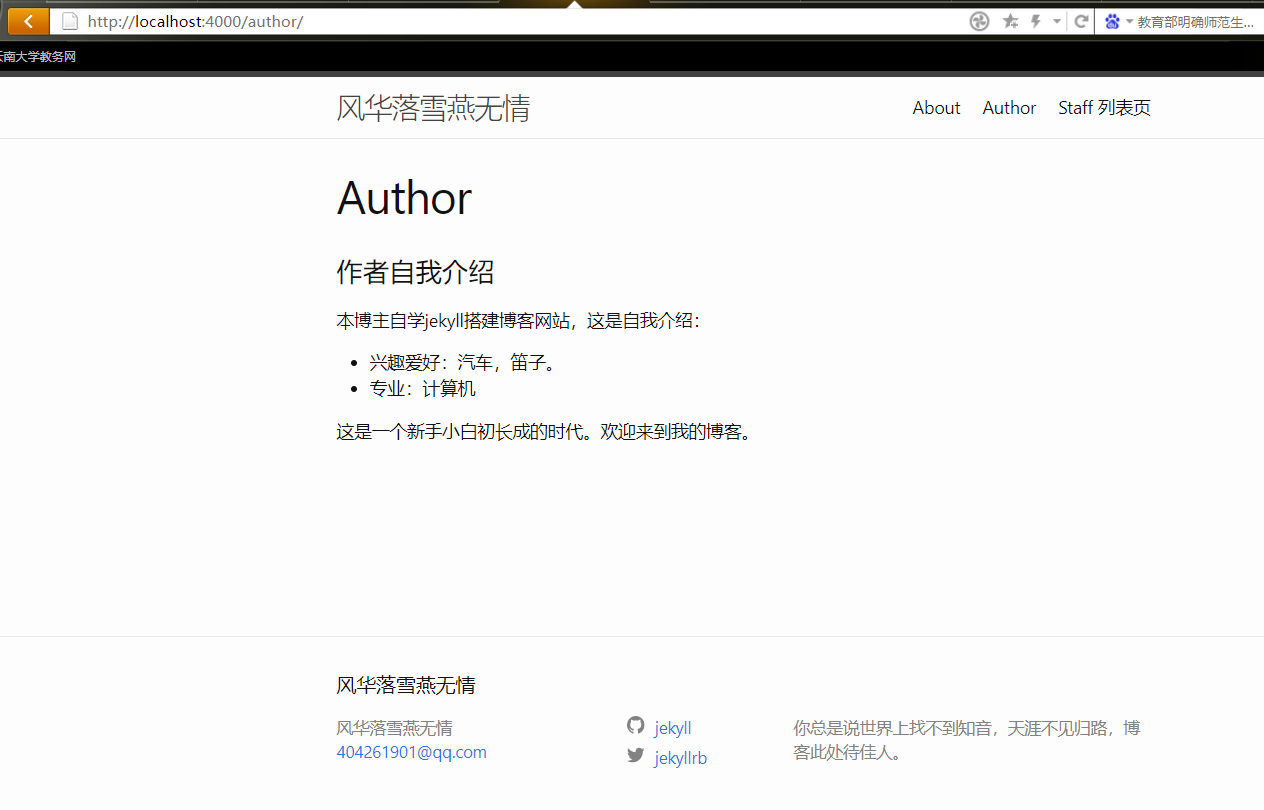 http://localhost:4000/author/
教育部明确师范生...
南大学教务网
风华落雪燕无情
About Author Staff 列表页
Author
作者自我介绍
本博主自学jekyll搭建博客网站，这是自我介绍：
兴趣爱好：汽车，笛子。
专业：计算机
这是一个新手小白初长成的时代。欢迎来到我的博客。
风华落雪燕无情
风华落雪燕无情
404261901@qq.com
jekyll
jekyllrb
你总是说世界上找不到知音，天涯不见归路，博
客此处待佳人。